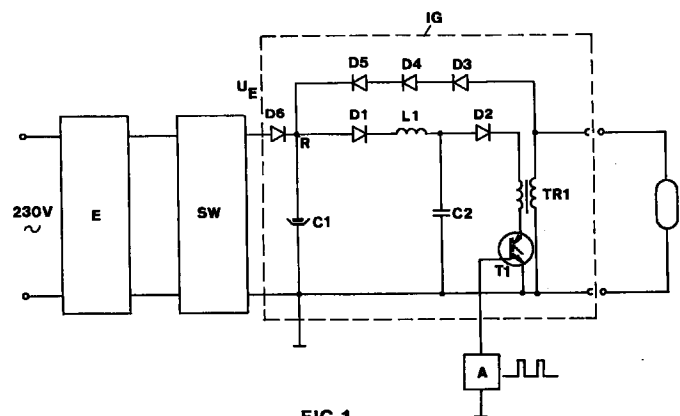 IG
U_E
D5 D4 D3
D6 D1 L1 D2
R
230V
~
E
SW
C1
C2
TR1
T1
A
FIG.1